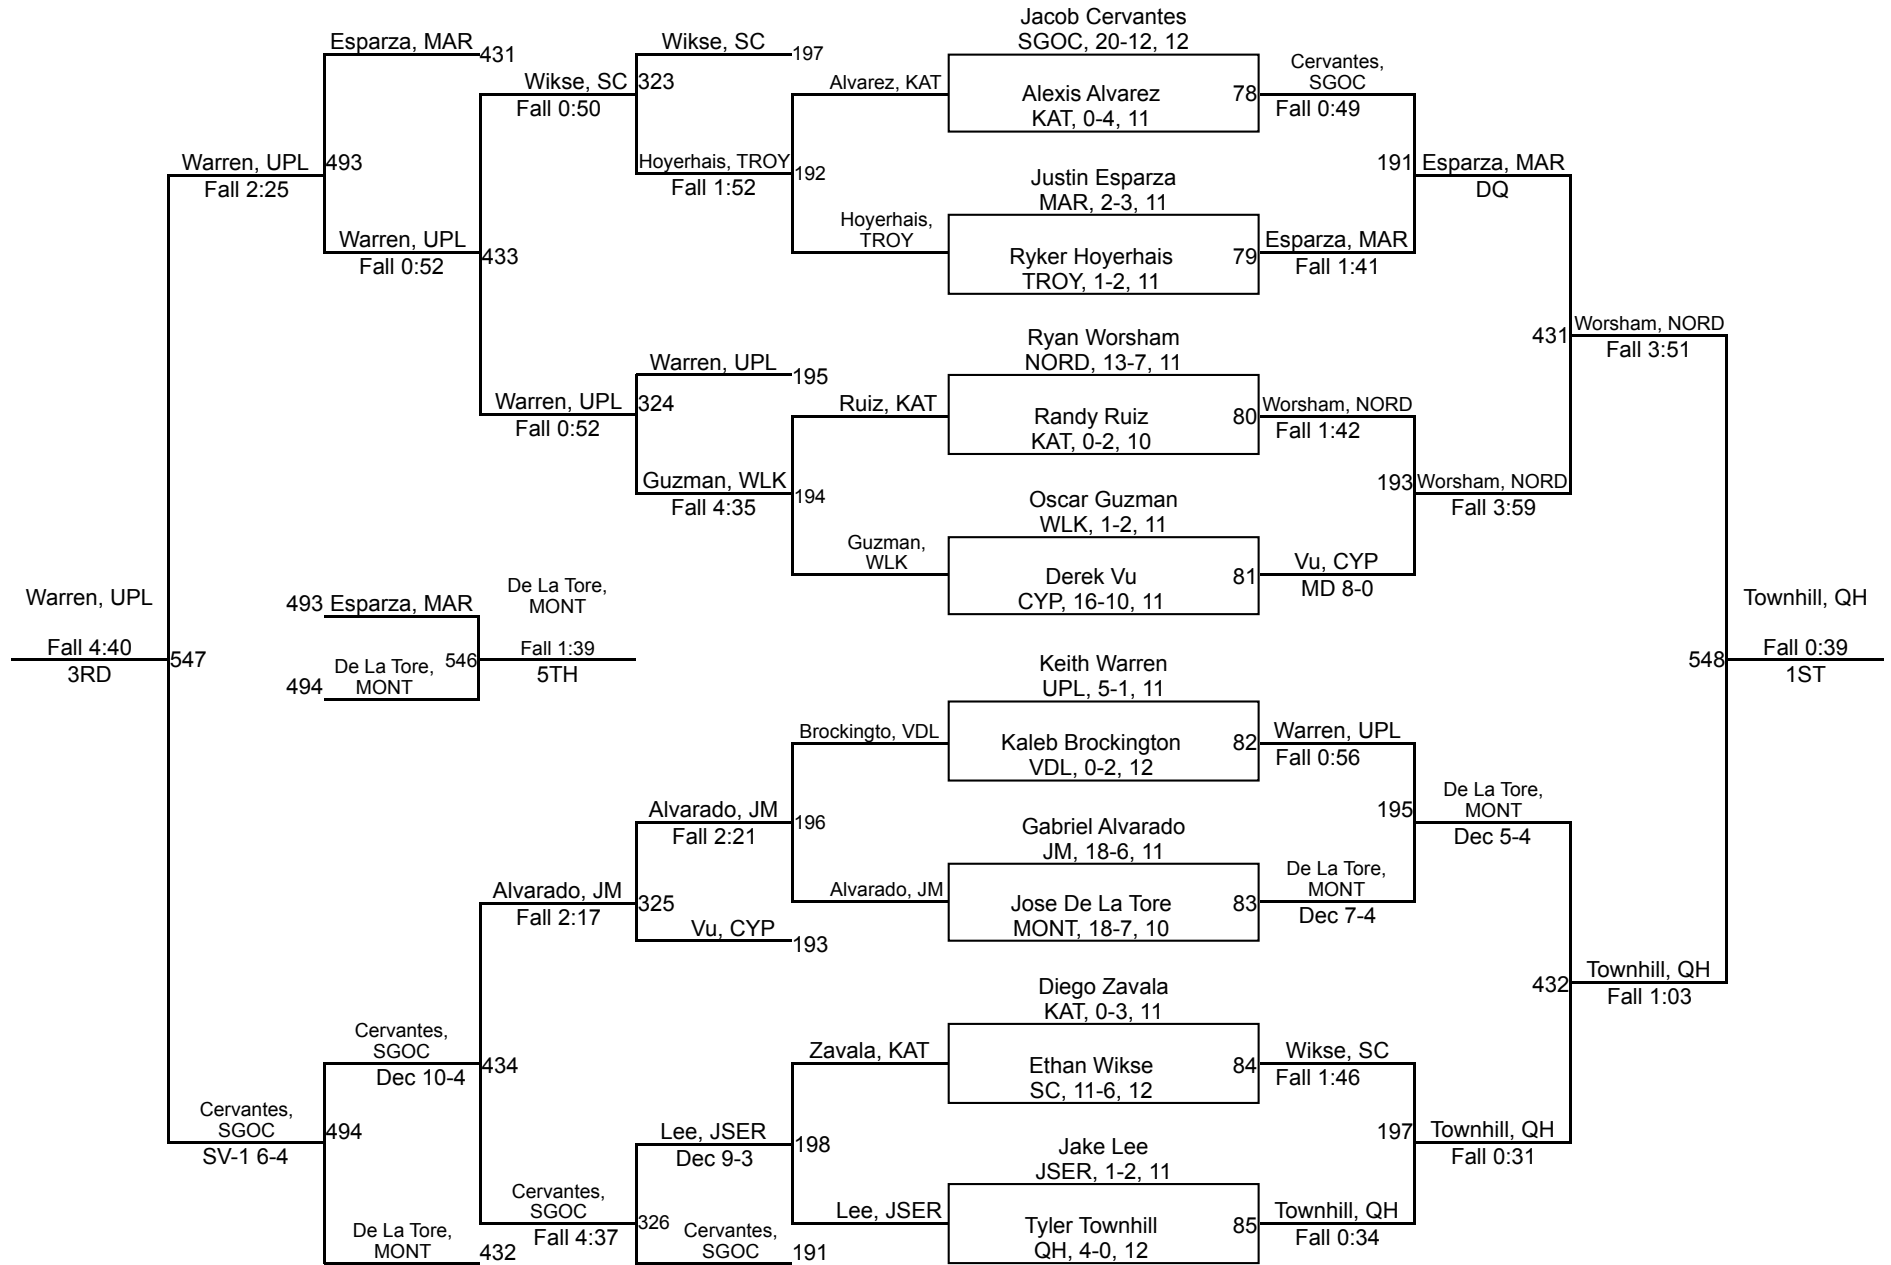 Jacob Cervantes
SGOC, 20-12, 12
Esparza, MAR
431
Wikse, SC
197
Cervantes,
SGOC
Wikse, SC
323
Alvarez, KAT
Alexis Alvarez
78
Fall 0:50
KAT, 0-4, 11
Fall 0:49
Warren, UPL
493
Hoyerhais, TROY
192
191
Esparza, MAR
Fall 2:25
Fall 1:52
Justin Esparza
DQ
MAR, 2-3, 11
Hoyerhais,
TROY
Warren, UPL
433
Esparza, MAR
Fall 0:52
Ryker Hoyerhais
79
Fall 1:41
TROY, 1-2, 11
Ryan Worsham
431
Worsham, NORD
NORD, 13-7, 11
Fall 3:51
Warren, UPL
195
Warren, UPL
324
Ruiz, KAT
Randy Ruiz
80
Worsham, NORD
Fall 0:52
KAT, 0-2, 10
Fall 1:42
Guzman, WLK
194
193
Worsham, NORD
Fall 4:35
Oscar Guzman
Fall 3:59
WLK, 1-2, 11
Guzman,
WLK
Derek Vu
81
Vu, CYP
CYP, 16-10, 11
MD 8-0
Warren, UPL
Fall 4:40
3RD
547
493
Esparza, MAR
De La Tore,
MONT
546
Fall 1:39
5TH
494
De La Tore,
MONT
Townhill, QH
548
Fall 0:39
1ST
Keith Warren
UPL, 5-1, 11
Brockingto, VDL
Kaleb Brockington
82
Warren, UPL
VDL, 0-2, 12
Fall 0:56
Alvarado, JM
196
195
De La Tore,
MONT
Fall 2:21
Gabriel Alvarado
Dec 5-4
JM, 18-6, 11
De La Tore,
MONT
Alvarado, JM
325
Alvarado, JM
Jose De La Tore
83
Fall 2:17
MONT, 18-7, 10
Dec 7-4
Vu, CYP
193
Diego Zavala
432
Townhill, QH
KAT, 0-3, 11
Fall 1:03
Cervantes,
SGOC
434
Zavala, KAT
Ethan Wikse
84
Wikse, SC
Dec 10-4
SC, 11-6, 12
Fall 1:46
Cervantes,
SGOC
494
Lee, JSER
198
197
Townhill, QH
SV-1 6-4
Dec 9-3
Jake Lee
Fall 0:31
JSER, 1-2, 11
Cervantes,
SGOC
326
Lee, JSER
Tyler Townhill
85
Townhill, QH
Fall 4:37
QH, 4-0, 12
Fall 0:34
De La Tore,
MONT
432
Cervantes,
SGOC
191